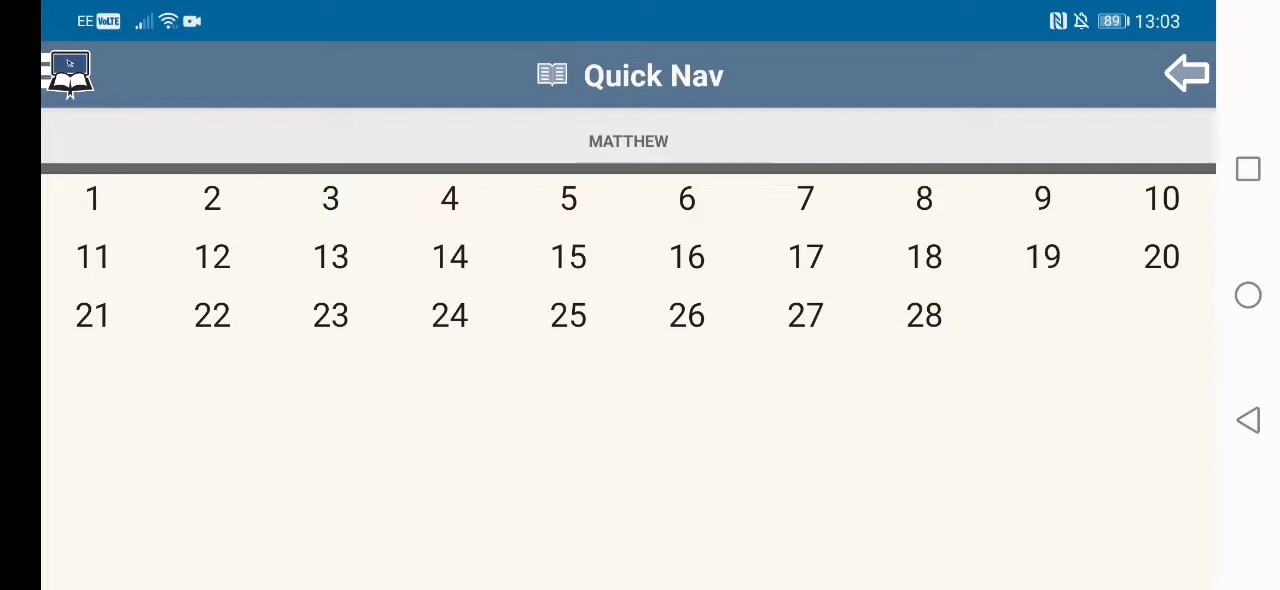 EE VoLTE 89 13:03
Quick Nav
MATTHEW
1 2 3 4 5 6 7 8 9 10
11 12 13 14 15 16 17 18 19 20
21 22 23 24 25 26 27 28